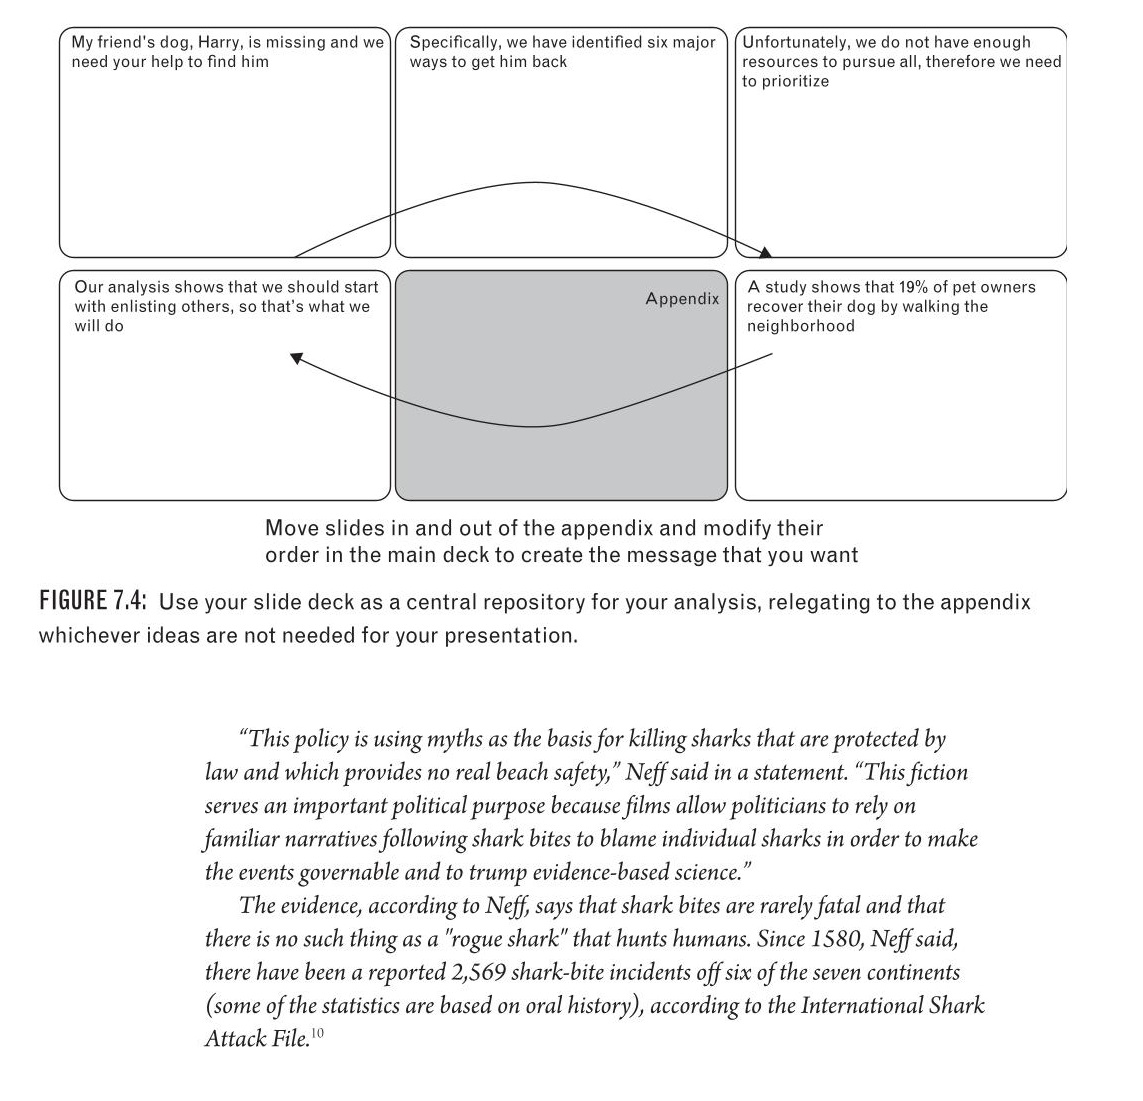 My friend's dog, Harry, is missing and we
need your help to find him
Specifically, we have identified six major
ways to get him back
Unfortunately, we do not have enough
resources to pursue all, therefore we need
to prioritize
Our analysis shows that we should start
with enlisting others, so that's what we
will do
Appendix
A study shows that 19% of pet owners
recover their dog by walking the
neighborhood
Move slides in and out of the appendix and modify their
order in the main deck to create the message that you want
FIGURE 7.4: Use your slide deck as a central repository for your analysis, relegating to the appendix
whichever ideas are not needed for your presentation.
“This policy is using myths as the basis for killing sharks that are protected by
law and which provides no real beach safety,” Neff said in a statement. “This fiction
serves an important political purpose because films allow politicians to rely on
familiar narratives following shark bites to blame individual sharks in order to make
the events governable and to trump evidence-based science.”
The evidence, according to Neff, says that shark bites are rarely fatal and that
there is no such thing as a "rogue shark" that hunts humans. Since 1580, Neff said,
there have been a reported 2,569 shark-bite incidents off six of the seven continents
(some of the statistics are based on oral history), according to the International Shark
Attack File.10